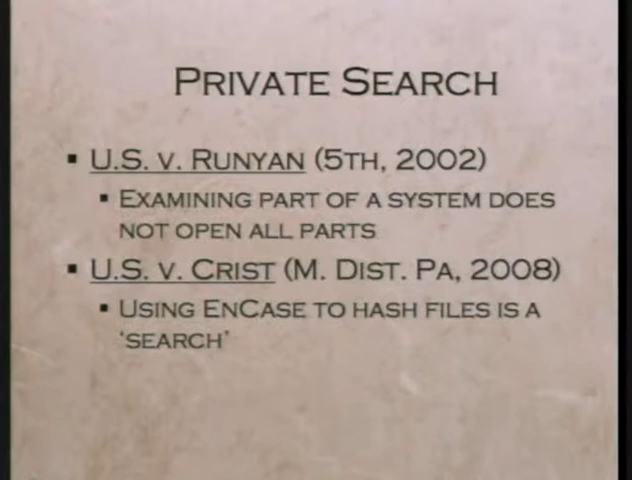 Private Search
▪ U.S. v. Runyan (5th, 2002)
▪ Examining part of a system does
not open all parts
▪ U.S. v. Crist (M. Dist. Pa, 2008)
▪ Using EnCase to hash files is a
‘search’